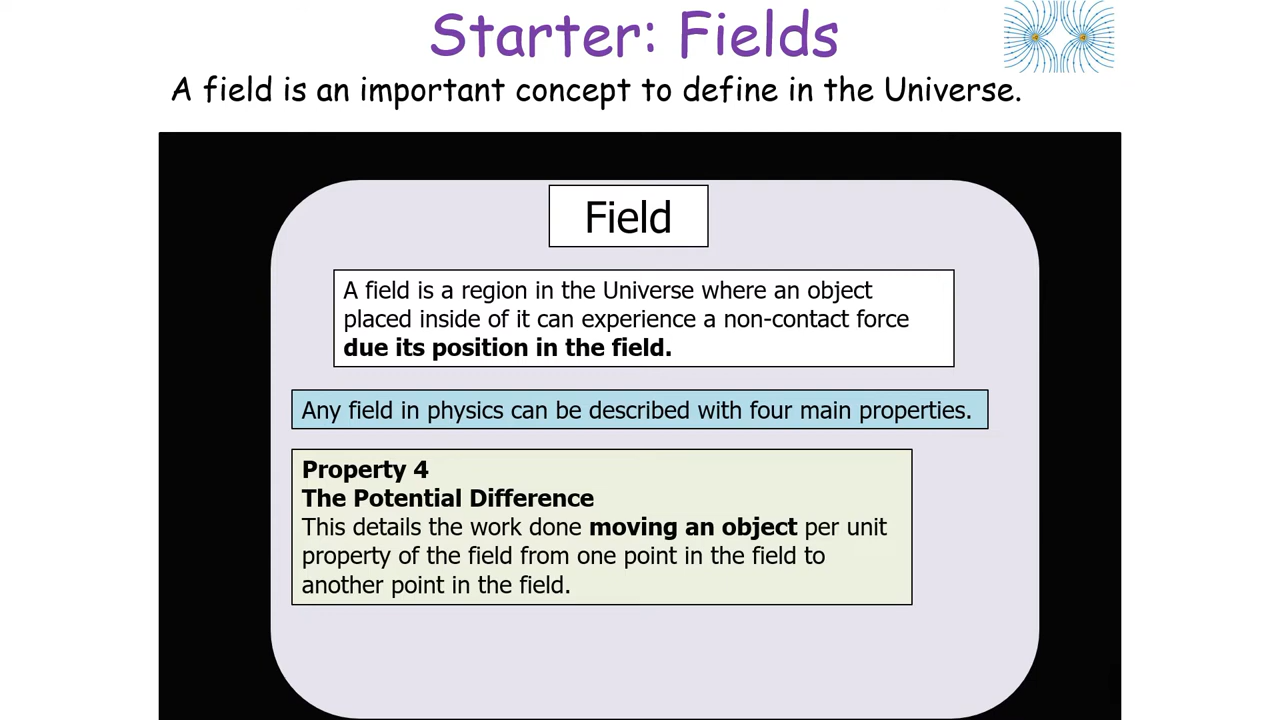 Starter: Fields
A field is an important concept to define in the Universe.
Field
A field is a region in the Universe where an object
placed inside of it can experience a non-contact force
due its position in the field.
Any field in physics can be described with four main properties.
Property 4
The Potential Difference
This details the work done moving an object per unit
property of the field from one point in the field to
another point in the field.